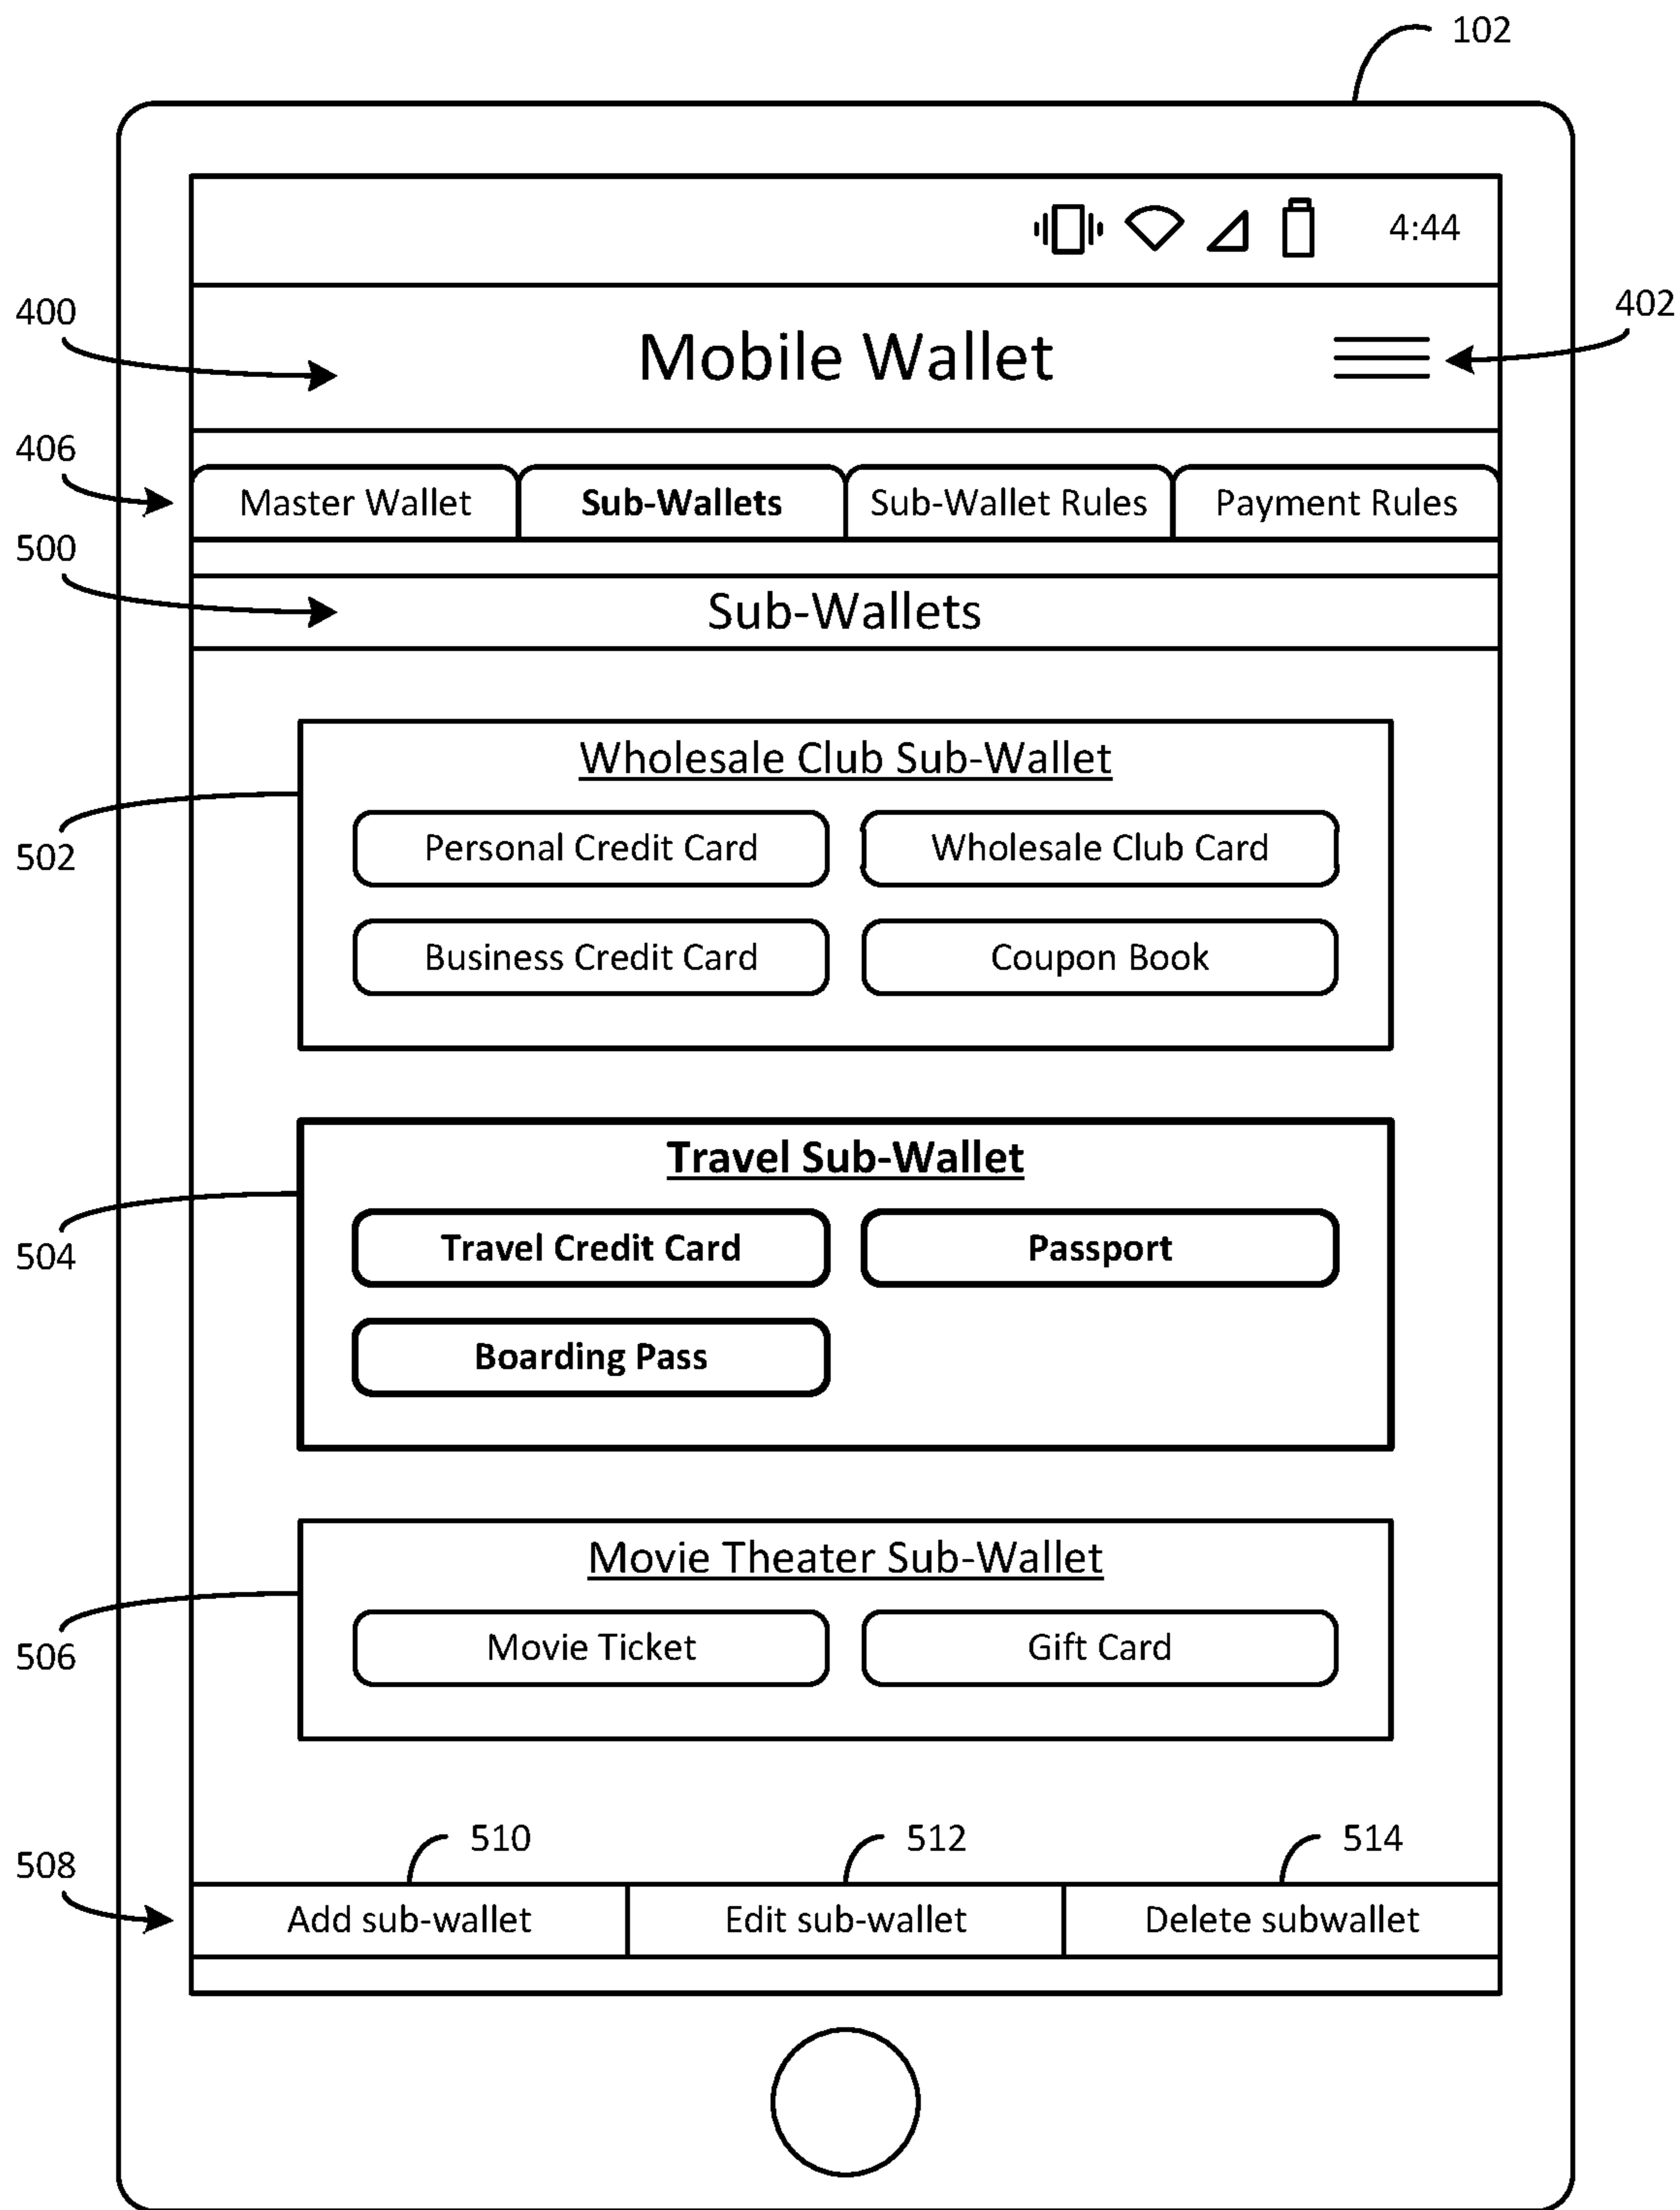 102
4:44
400
Mobile Wallet
402
406
Master Wallet
Sub-Wallets
Sub-Wallet Rules
Payment Rules
500
Sub-Wallets
Wholesale Club Sub-Wallet
502
Personal Credit Card
Wholesale Club Card
Business Credit Card
Coupon Book
Travel Sub-Wallet
504
Travel Credit Card
Passport
Boarding Pass
Movie Theater Sub-Wallet
506
Movie Ticket
Gift Card
508
510
512
514
Add sub-wallet
Edit sub-wallet
Delete subwallet